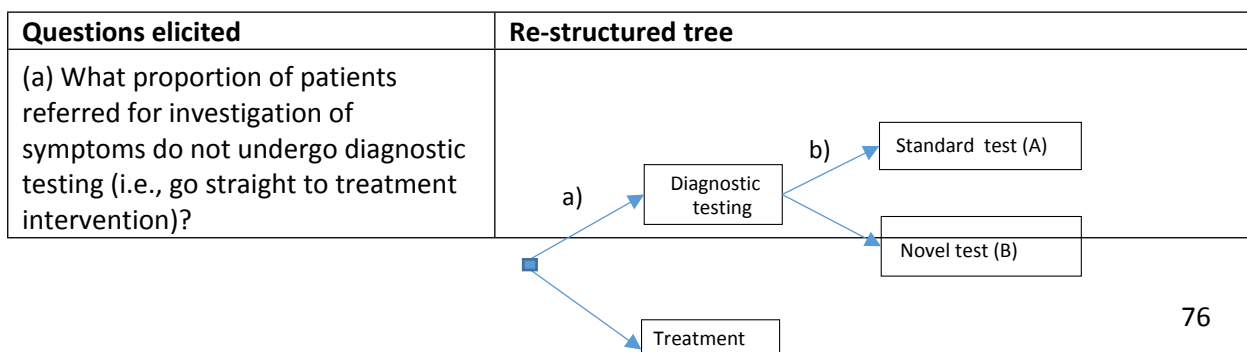 Questions elicited
Re-structured tree
(a) What proportion of patients
referred for investigation of
symptoms do not undergo diagnostic
testing (i.e., go straight to treatment
intervention)?
a)
Diagnostic
testing
b)
Standard test (A)
Novel test (B)
Treatment
76